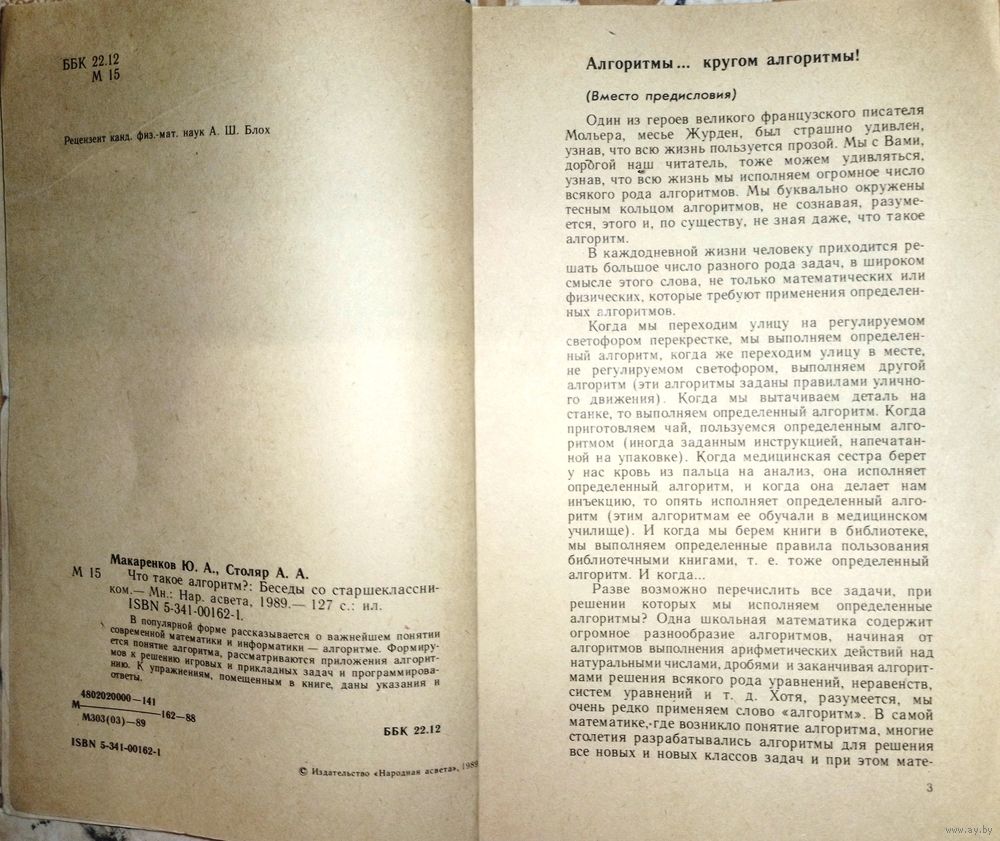 ББК 22.12
М 15
Рецензент канд. физ.-мат. наук А. Ш. Блох
Макаренков Ю. А., Столяр А. А.
М 15 Что такое алгоритм?: Беседы со старшеклассни-
ком.— Мн.: Нар. асвета, 1989.— 127 с.: ил.
ISBN 5-341-00162-1.
В популярной форме рассказывается о важнейшем понятии
современной математики и информатики — алгоритме. Формиру-
ется понятие алгоритма, рассматриваются приложения алгорит-
мов к решению игровых и прикладных задач и программирова-
нию. К упражнениям, помещенным в книге, даны указания и
ответы.
4802020000—141
М 162—88
М303(03)—89
ББК 22.12
ISBN 5-341-00162-1
© Издательство «Народная асвета», 1989
Алгоритмы... кругом алгоритмы!
(Вместо предисловия)
Один из героев великого французского писателя
Мольера, месье Журден, был страшно удивлен,
узнав, что всю жизнь пользуется прозой. Мы с Вами,
дорогой наш читатель, тоже можем удивляться,
узнав, что всю жизнь мы исполняем огромное число
всякого рода алгоритмов. Мы буквально окружены
тесным кольцом алгоритмов, не сознавая, разуме-
ется, этого и, по существу, не зная даже, что такое
алгоритм.
В каждодневной жизни человеку приходится ре-
шать большое число разного рода задач, в широком
смысле этого слова, не только математических или
физических, которые требуют применения определен-
ных алгоритмов.
Когда мы переходим улицу на регулируемом
светофором перекрестке, мы выполняем определен-
ный алгоритм, когда же переходим улицу в месте,
не регулируемом светофором, выполняем другой
алгоритм (эти алгоритмы заданы правилами улично-
го движения). Когда мы вытачиваем деталь на
станке, то выполняем определенный алгоритм. Когда
приготовляем чай, пользуемся определенным алго-
ритмом (иногда заданным инструкцией, напечатан-
ной на упаковке). Когда медицинская сестра берет
у нас кровь из пальца на анализ, она исполняет
определенный алгоритм, и когда она делает нам
инъекцию, то опять исполняет определенный алго-
ритм (этим алгоритмам ее обучали в медицинском
училище). И когда мы берем книги в библиотеке,
мы выполняем определенные правила пользования
библиотечными книгами, т. е. тоже определенный
алгоритм. И когда...
Разве возможно перечислить все задачи, при
решении которых мы исполняем определенные
алгоритмы? Одна школьная математика содержит
огромное разнообразие алгоритмов, начиная от
алгоритмов выполнения арифметических действий над
натуральными числами, дробями и заканчивая алгорит-
мами решения всякого рода уравнений, неравенств,
систем уравнений и т. д. Хотя, разумеется, мы
очень редко применяем слово «алгоритм». В самой
математике, где возникло понятие алгоритма, многие
столетия разрабатывались алгоритмы для решения
все новых и новых классов задач и при этом мате-
3
www.ay.by